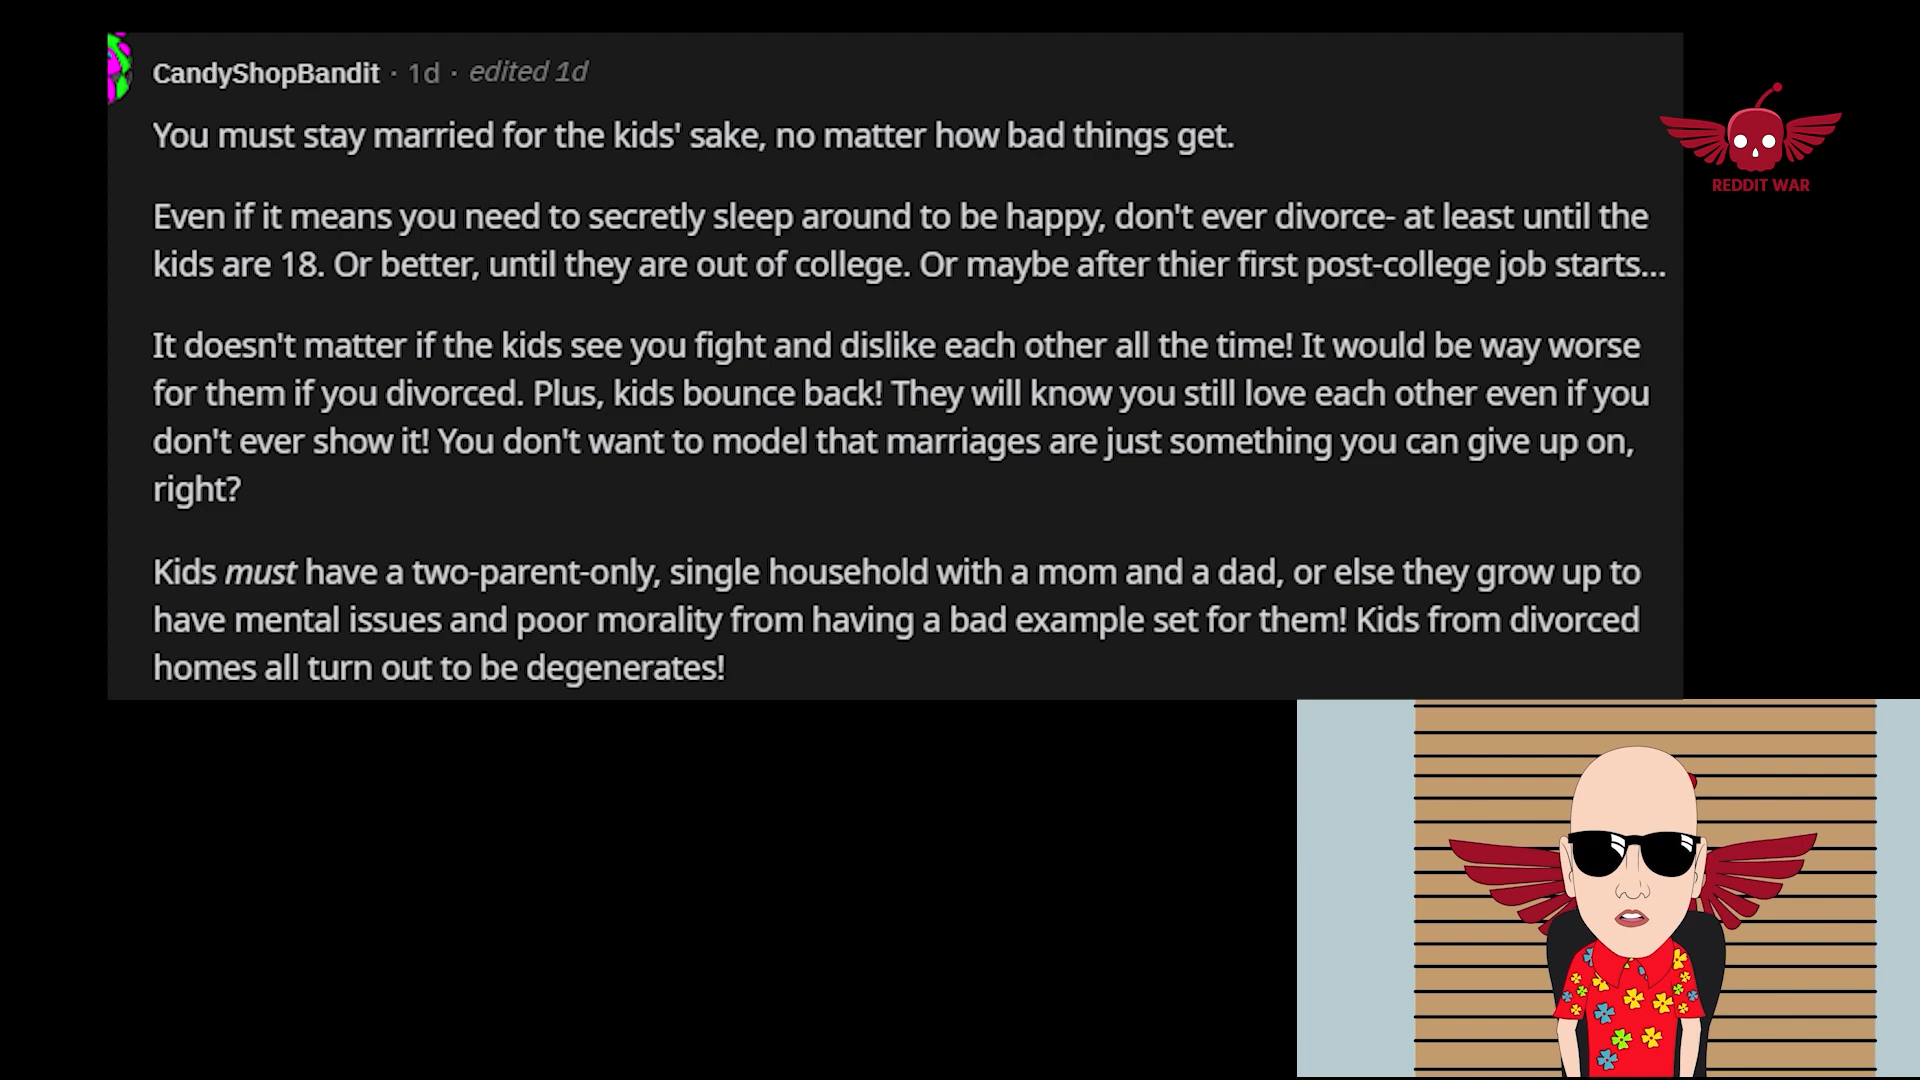 CandyShopBandit · 1d · edited 1d
You must stay married for the kids' sake, no matter how bad things get.
Even if it means you need to secretly sleep around to be happy, don't ever divorce- at least until the
kids are 18. Or better, until they are out of college. Or maybe after thier first post-college job starts...
It doesn't matter if the kids see you fight and dislike each other all the time! It would be way worse
for them if you divorced. Plus, kids bounce back! They will know you still love each other even if you
don't ever show it! You don't want to model that marriages are just something you can give up on,
right?
Kids must have a two-parent-only, single household with a mom and a dad, or else they grow up to
have mental issues and poor morality from having a bad example set for them! Kids from divorced
homes all turn out to be degenerates!
REDDIT WAR